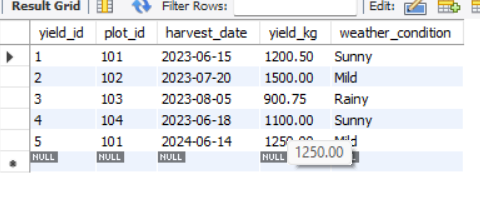 Result Grid Filter Rows: Edit:
yield_id plot_id harvest_date yield_kg weather_condition
1 101 2023-06-15 1200.50 Sunny
2 102 2023-07-20 1500.00 Mild
3 103 2023-08-05 900.75 Rainy
4 104 2023-06-18 1100.00 Sunny
5 101 2024-06-14 1250.00 Mild
NULL NULL NULL NULL NULL
1250.00